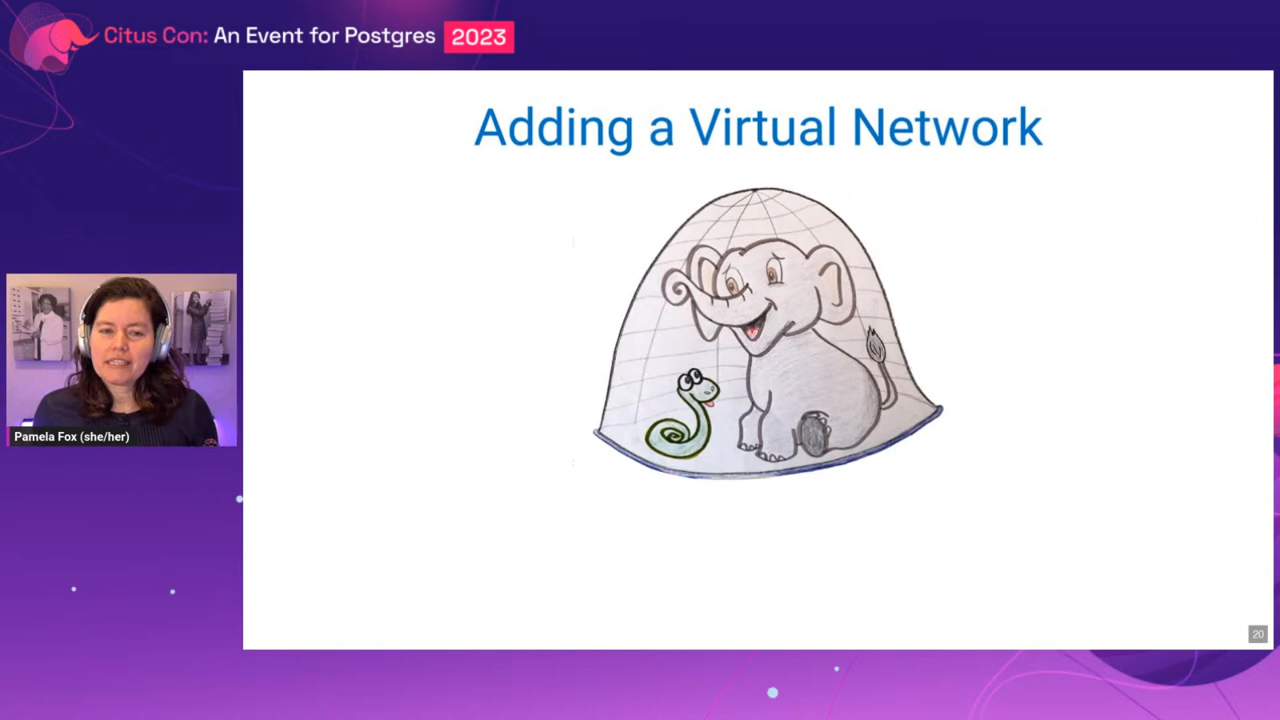 Citus Con: An Event for Postgres 2023
Adding a Virtual Network
Pamela Fox (she/her)
20